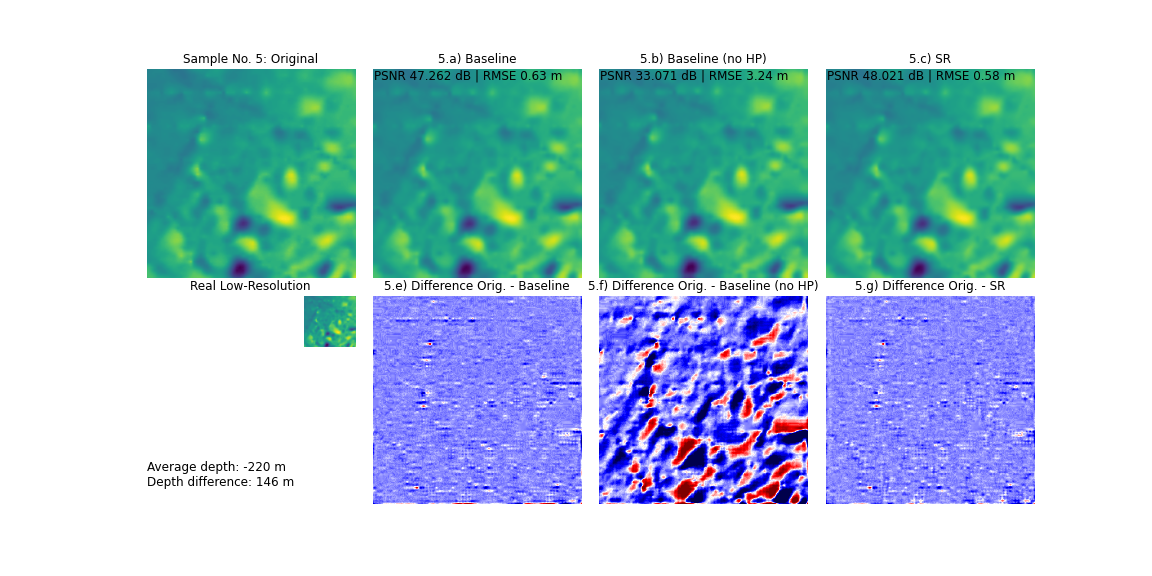 Sample No. 5: Original
5.a) Baseline
5.b) Baseline (no HP)
5.c) SR
PSNR 47.262 dB | RMSE 0.63 m
PSNR 33.071 dB | RMSE 3.24 m
PSNR 48.021 dB | RMSE 0.58 m
Real Low-Resolution
5.e) Difference Orig. - Baseline
5.f) Difference Orig. - Baseline (no HP)
5.g) Difference Orig. - SR
Average depth: -220 m
Depth difference: 146 m